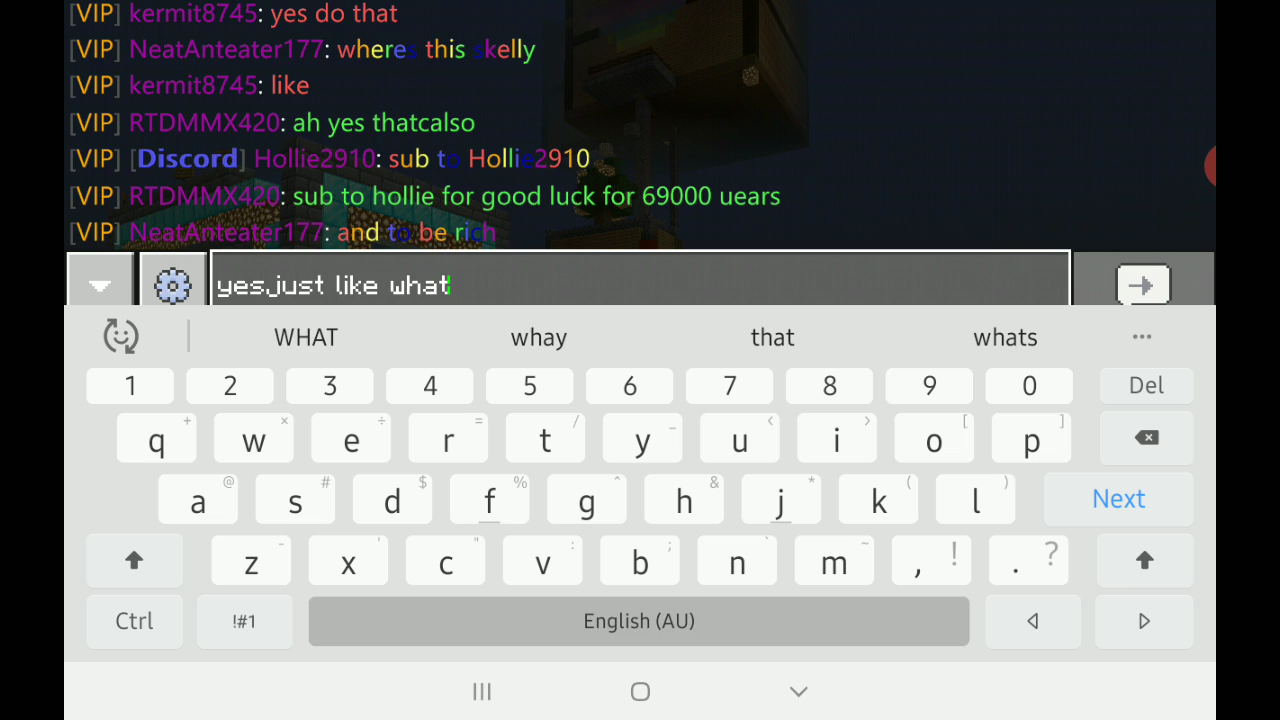 [VIP] kermit8745: yes do that
[VIP] NeatAnteater177: wheres this skelly
[VIP] kermit8745: like
[VIP] RTDMMX420: ah yes thatcalso
[VIP] [Discord] Hollie2910: sub to Hollie2910
[VIP] RTDMMX420: sub to hollie for good luck for 69000 uears
[VIP] NeatAnteater177: and to be rich
yes,just like what
WHAT whay that whats ...
1 2 3 4 5 6 7 8 9 0 Del
q + w × e ÷ r = t / y _ u < i > o [ p ]
a @ s # d $ f % g ^ h & j * k ( l ) Next
z - x ' c " v : b ; n ` m ~ , ! . ?
Ctrl !#1 English (AU)